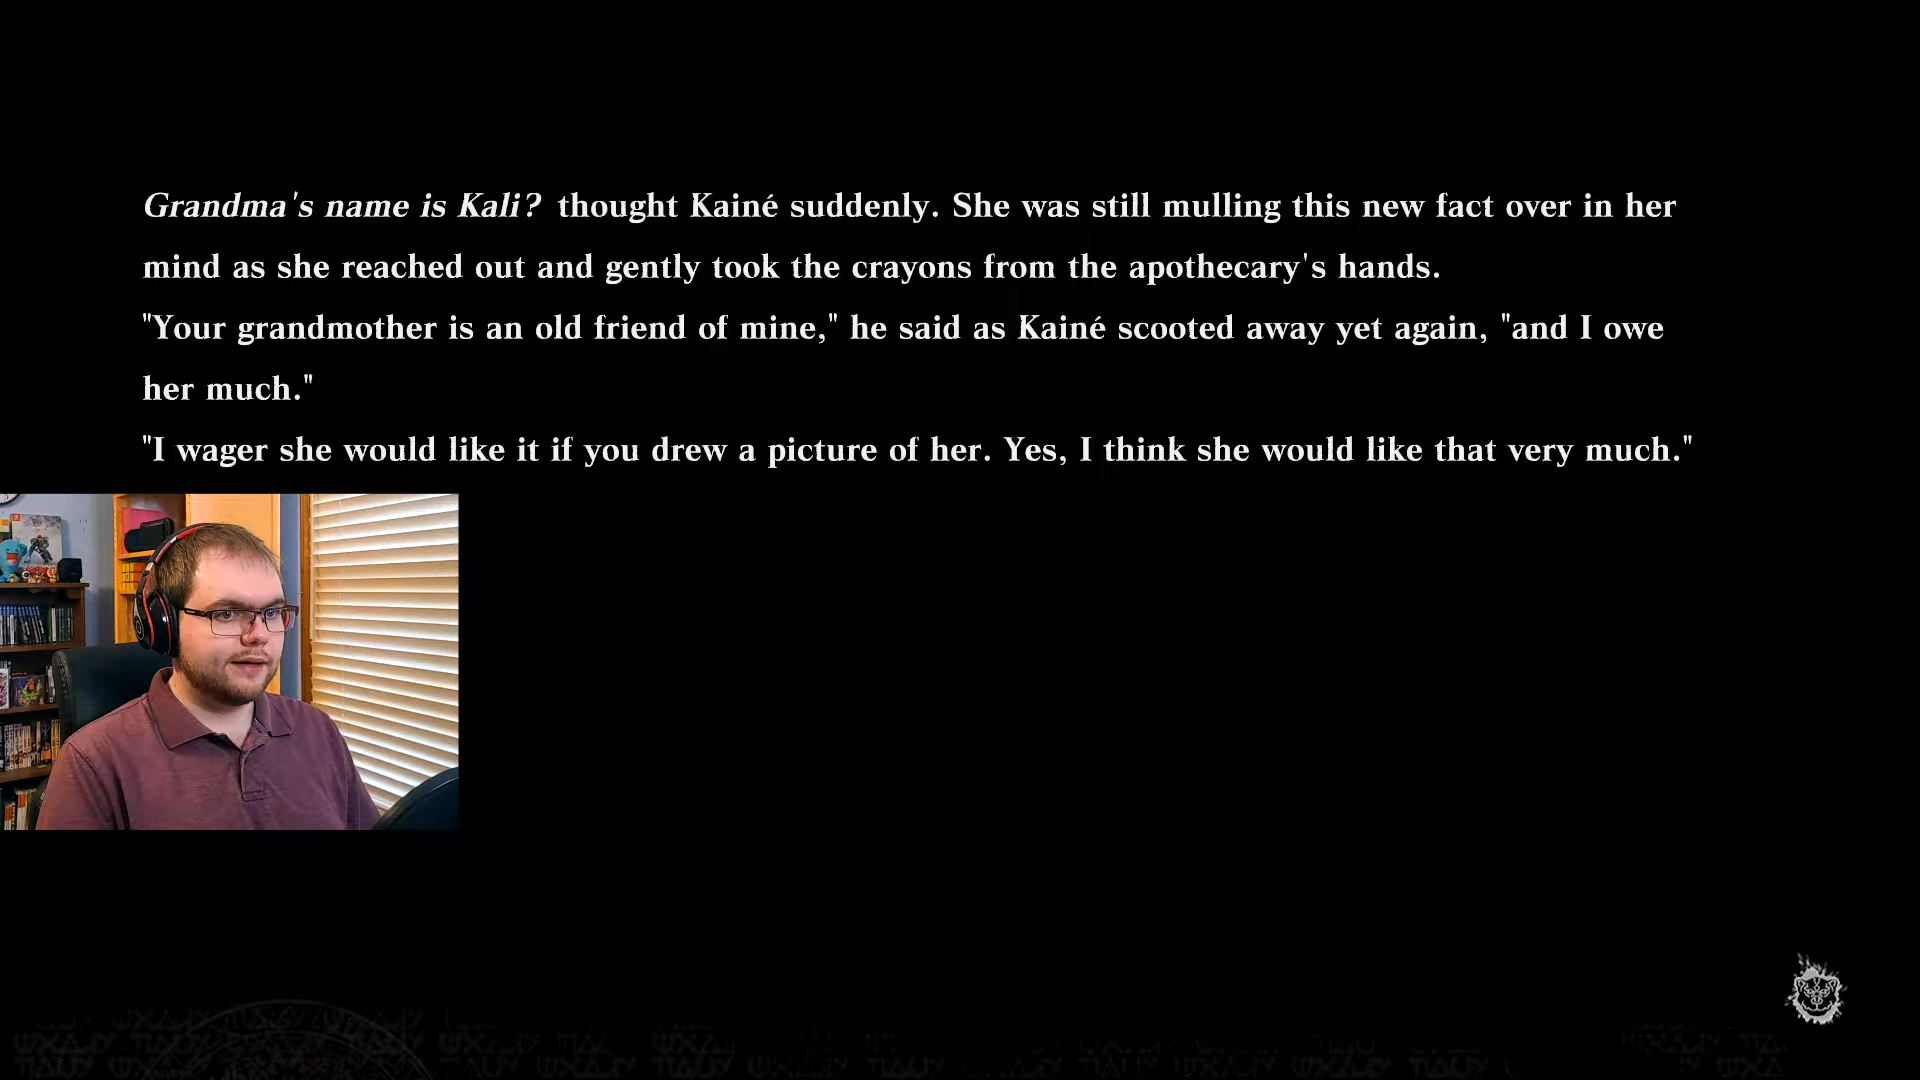 Grandma's name is Kali? thought Kainé suddenly. She was still mulling this new fact over in her
mind as she reached out and gently took the crayons from the apothecary's hands.
"Your grandmother is an old friend of mine," he said as Kainé scooted away yet again, "and I owe
her much."
"I wager she would like it if you drew a picture of her. Yes, I think she would like that very much."